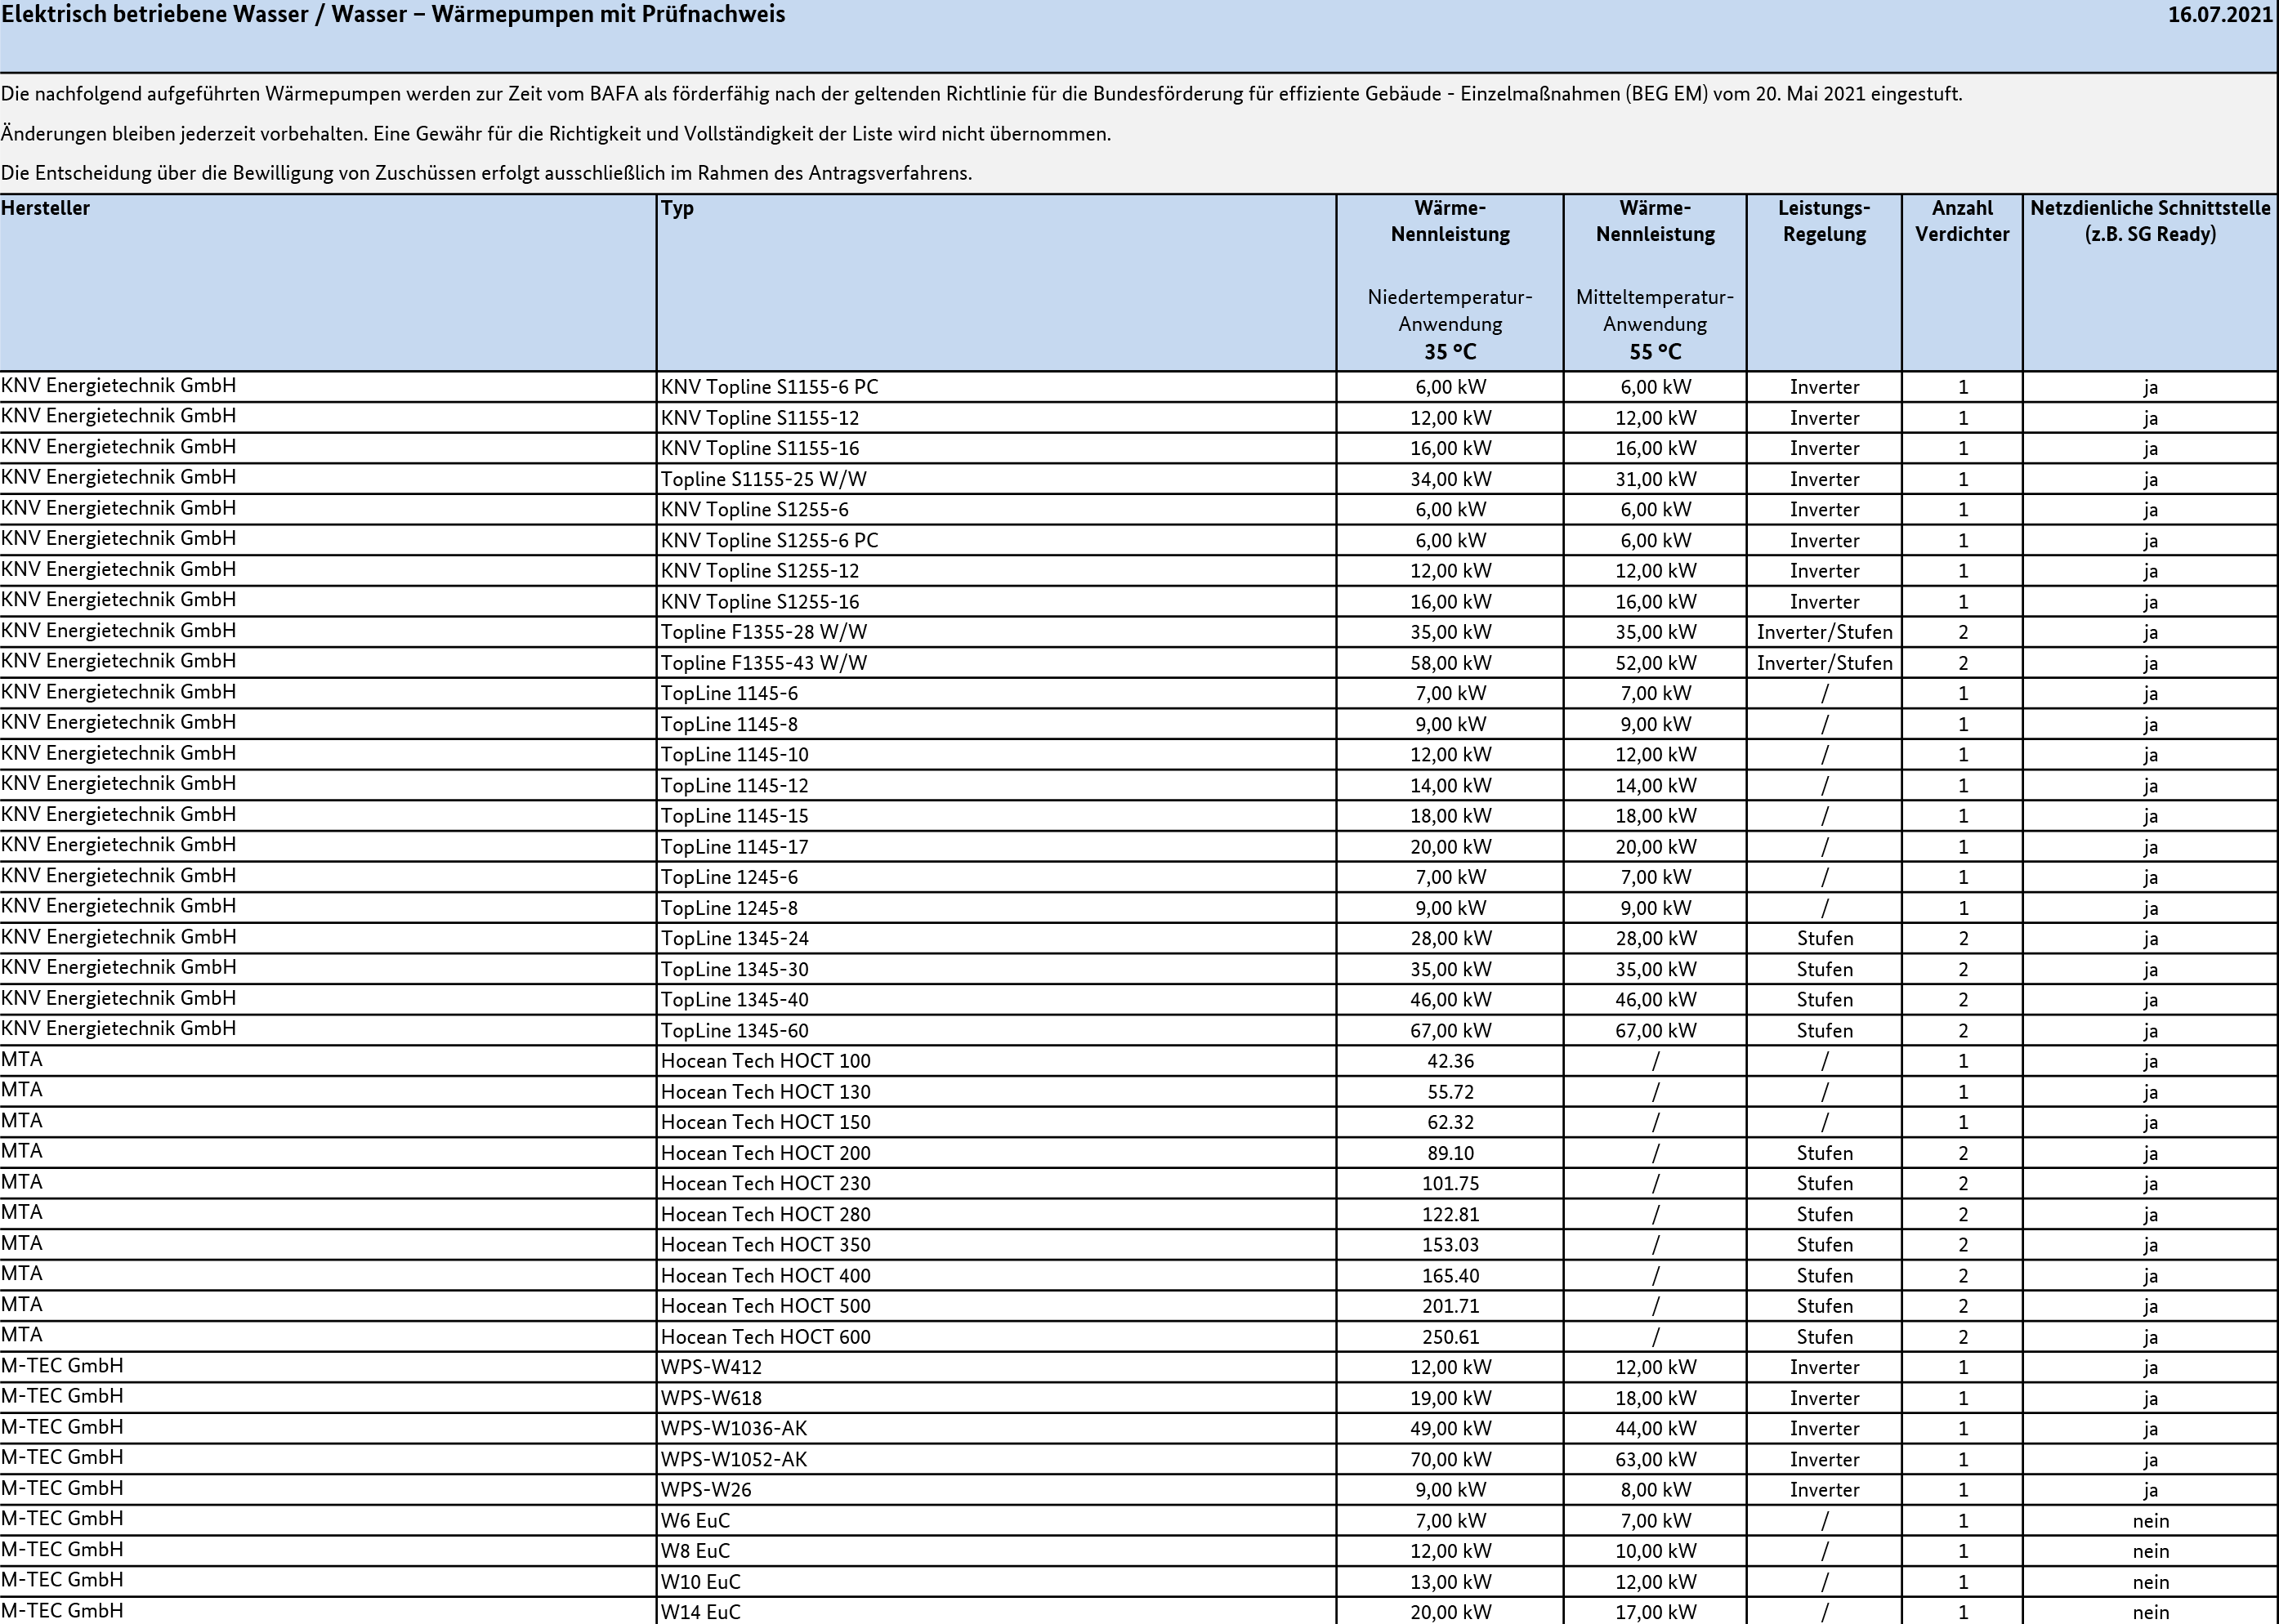 Elektrisch betriebene Wasser / Wasser – Wärmepumpen mit Prüfnachweis 16.07.2021
Die nachfolgend aufgeführten Wärmepumpen werden zur Zeit vom BAFA als förderfähig nach der geltenden Richtlinie für die Bundesförderung für effiziente Gebäude - Einzelmaßnahmen (BEG EM) vom 20. Mai 2021 eingestuft.
Änderungen bleiben jederzeit vorbehalten. Eine Gewähr für die Richtigkeit und Vollständigkeit der Liste wird nicht übernommen.
Die Entscheidung über die Bewilligung von Zuschüssen erfolgt ausschließlich im Rahmen des Antragsverfahrens.
Hersteller Typ Wärme- Wärme- Leistungs- Anzahl Netzdienliche Schnittstelle
Nennleistung Nennleistung Regelung Verdichter (z.B. SG Ready)
Niedertemperatur- Mitteltemperatur-
Anwendung Anwendung
35 °C 55 °C
KNV Energietechnik GmbH KNV Topline S1155-6 PC 6,00 kW 6,00 kW Inverter 1 ja
KNV Energietechnik GmbH KNV Topline S1155-12 12,00 kW 12,00 kW Inverter 1 ja
KNV Energietechnik GmbH KNV Topline S1155-16 16,00 kW 16,00 kW Inverter 1 ja
KNV Energietechnik GmbH Topline S1155-25 W/W 34,00 kW 31,00 kW Inverter 1 ja
KNV Energietechnik GmbH KNV Topline S1255-6 6,00 kW 6,00 kW Inverter 1 ja
KNV Energietechnik GmbH KNV Topline S1255-6 PC 6,00 kW 6,00 kW Inverter 1 ja
KNV Energietechnik GmbH KNV Topline S1255-12 12,00 kW 12,00 kW Inverter 1 ja
KNV Energietechnik GmbH KNV Topline S1255-16 16,00 kW 16,00 kW Inverter 1 ja
KNV Energietechnik GmbH Topline F1355-28 W/W 35,00 kW 35,00 kW Inverter/Stufen 2 ja
KNV Energietechnik GmbH Topline F1355-43 W/W 58,00 kW 52,00 kW Inverter/Stufen 2 ja
KNV Energietechnik GmbH TopLine 1145-6 7,00 kW 7,00 kW / 1 ja
KNV Energietechnik GmbH TopLine 1145-8 9,00 kW 9,00 kW / 1 ja
KNV Energietechnik GmbH TopLine 1145-10 12,00 kW 12,00 kW / 1 ja
KNV Energietechnik GmbH TopLine 1145-12 14,00 kW 14,00 kW / 1 ja
KNV Energietechnik GmbH TopLine 1145-15 18,00 kW 18,00 kW / 1 ja
KNV Energietechnik GmbH TopLine 1145-17 20,00 kW 20,00 kW / 1 ja
KNV Energietechnik GmbH TopLine 1245-6 7,00 kW 7,00 kW / 1 ja
KNV Energietechnik GmbH TopLine 1245-8 9,00 kW 9,00 kW / 1 ja
KNV Energietechnik GmbH TopLine 1345-24 28,00 kW 28,00 kW Stufen 2 ja
KNV Energietechnik GmbH TopLine 1345-30 35,00 kW 35,00 kW Stufen 2 ja
KNV Energietechnik GmbH TopLine 1345-40 46,00 kW 46,00 kW Stufen 2 ja
KNV Energietechnik GmbH TopLine 1345-60 67,00 kW 67,00 kW Stufen 2 ja
MTA Hocean Tech HOCT 100 42.36 / / 1 ja
MTA Hocean Tech HOCT 130 55.72 / / 1 ja
MTA Hocean Tech HOCT 150 62.32 / / 1 ja
MTA Hocean Tech HOCT 200 89.10 / Stufen 2 ja
MTA Hocean Tech HOCT 230 101.75 / Stufen 2 ja
MTA Hocean Tech HOCT 280 122.81 / Stufen 2 ja
MTA Hocean Tech HOCT 350 153.03 / Stufen 2 ja
MTA Hocean Tech HOCT 400 165.40 / Stufen 2 ja
MTA Hocean Tech HOCT 500 201.71 / Stufen 2 ja
MTA Hocean Tech HOCT 600 250.61 / Stufen 2 ja
M-TEC GmbH WPS-W412 12,00 kW 12,00 kW Inverter 1 ja
M-TEC GmbH WPS-W618 19,00 kW 18,00 kW Inverter 1 ja
M-TEC GmbH WPS-W1036-AK 49,00 kW 44,00 kW Inverter 1 ja
M-TEC GmbH WPS-W1052-AK 70,00 kW 63,00 kW Inverter 1 ja
M-TEC GmbH WPS-W26 9,00 kW 8,00 kW Inverter 1 ja
M-TEC GmbH W6 EuC 7,00 kW 7,00 kW / 1 nein
M-TEC GmbH W8 EuC 12,00 kW 10,00 kW / 1 nein
M-TEC GmbH W10 EuC 13,00 kW 12,00 kW / 1 nein
M-TEC GmbH W14 EuC 20,00 kW 17,00 kW / 1 nein